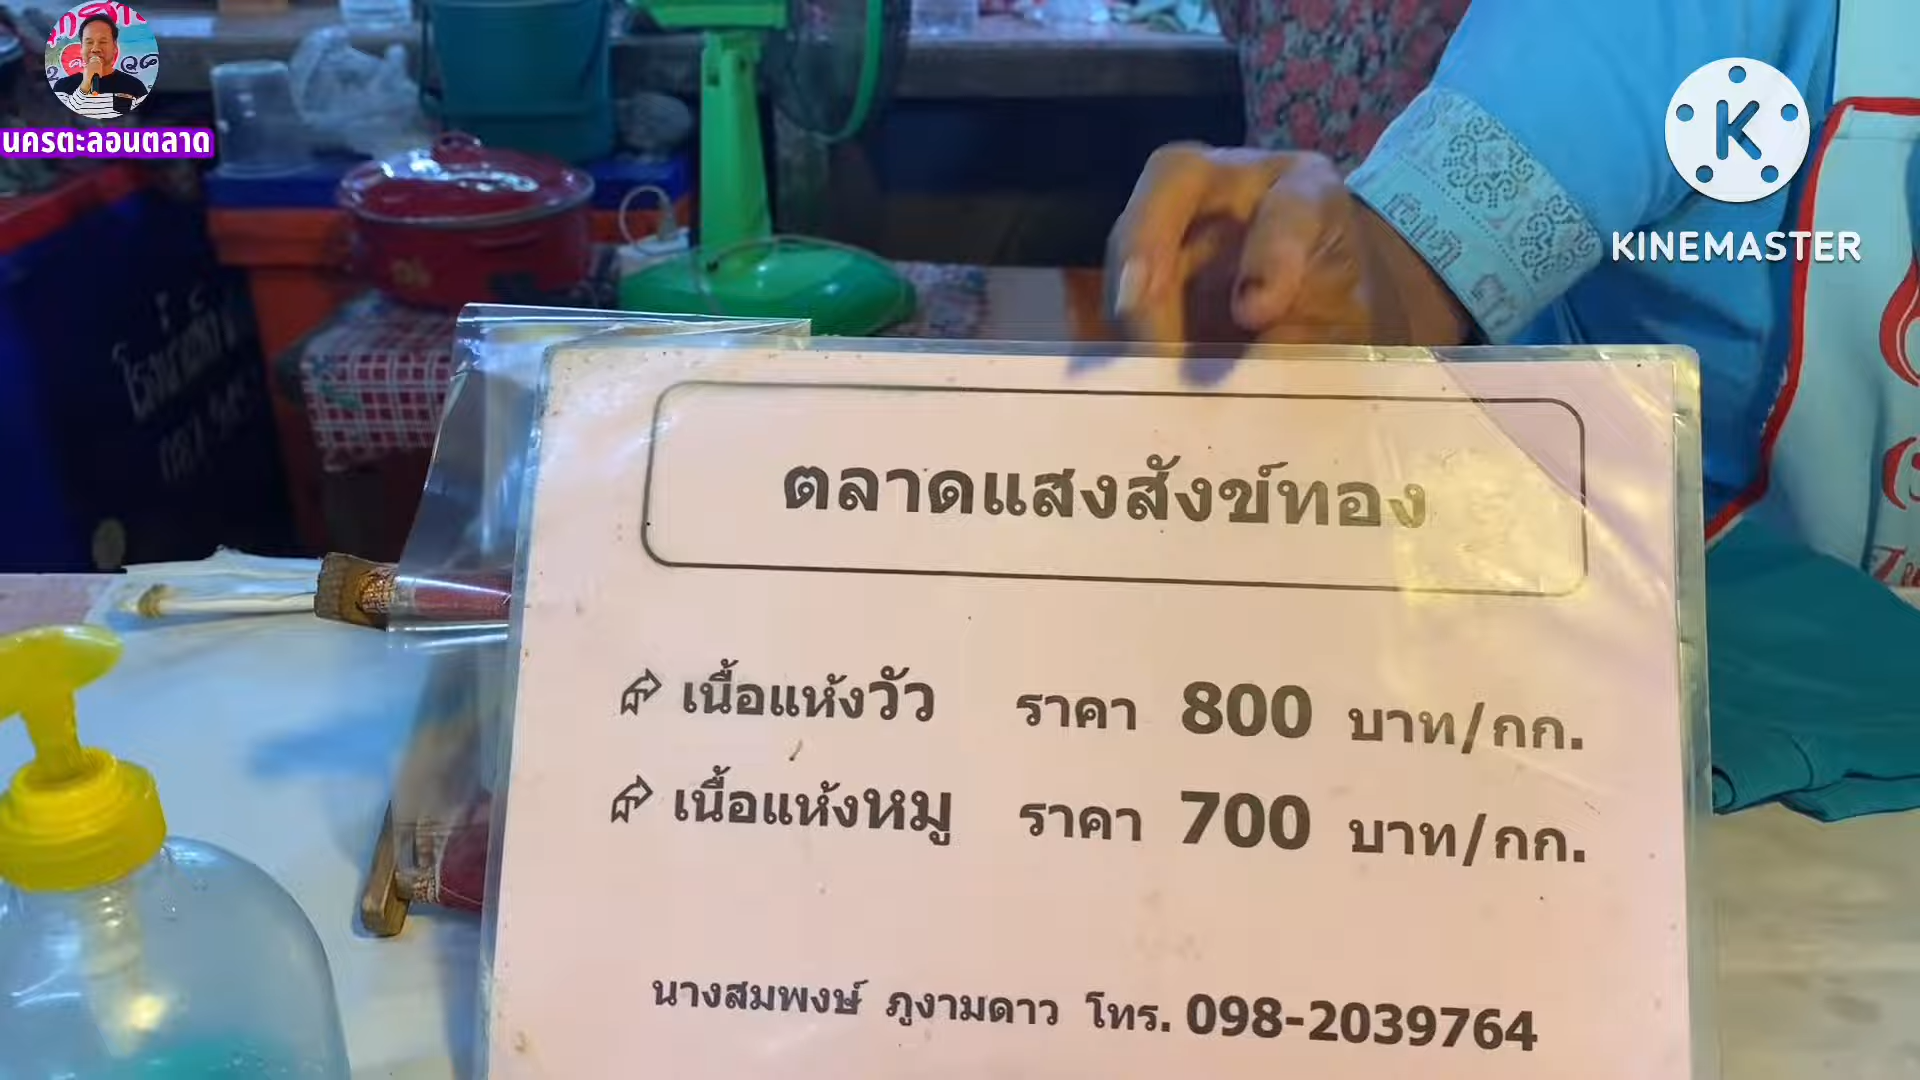 นครตะลอนตลาด
KINEMASTER
ตลาดแสงสังข์ทอง
เนื้อแห้งวัว ราคา 800 บาท/กก.
เนื้อแห้งหมู ราคา 700 บาท/กก.
นางสมพงษ์ ภูงามดาว โทร. 098-2039764